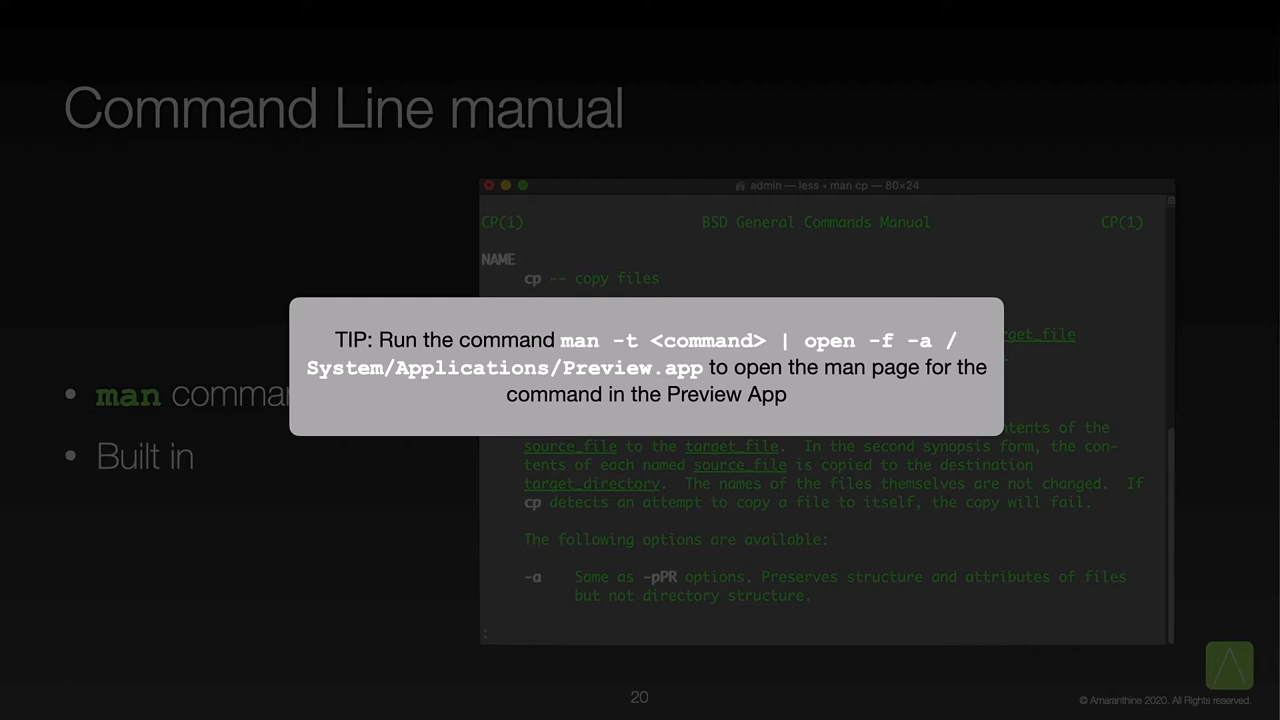 Command Line manual
admin — less • man cp — 80×24
CP(1) BSD General Commands Manual CP(1)
NAME
cp -- copy files
TIP: Run the command man -t <command> | open -f -a /
System/Applications/Preview.app to open the man page for the
command in the Preview App
rget_file
• man comman
• Built in
ntents of the
source_file to the target_file. In the second synopsis form, the con-
tents of each named source_file is copied to the destination
target_directory. The names of the files themselves are not changed. If
cp detects an attempt to copy a file to itself, the copy will fail.
The following options are available:
-a Same as -pPR options. Preserves structure and attributes of files
but not directory structure.
:
20
© Amaranthine 2020. All Rights reserved.